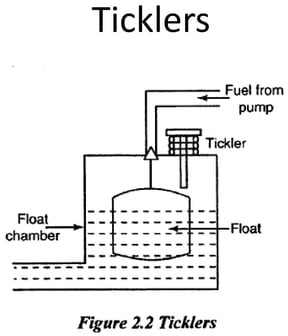 Ticklers
Fuel from
pump
Tickler
Float
chamber
Float
Figure 2.2 Ticklers